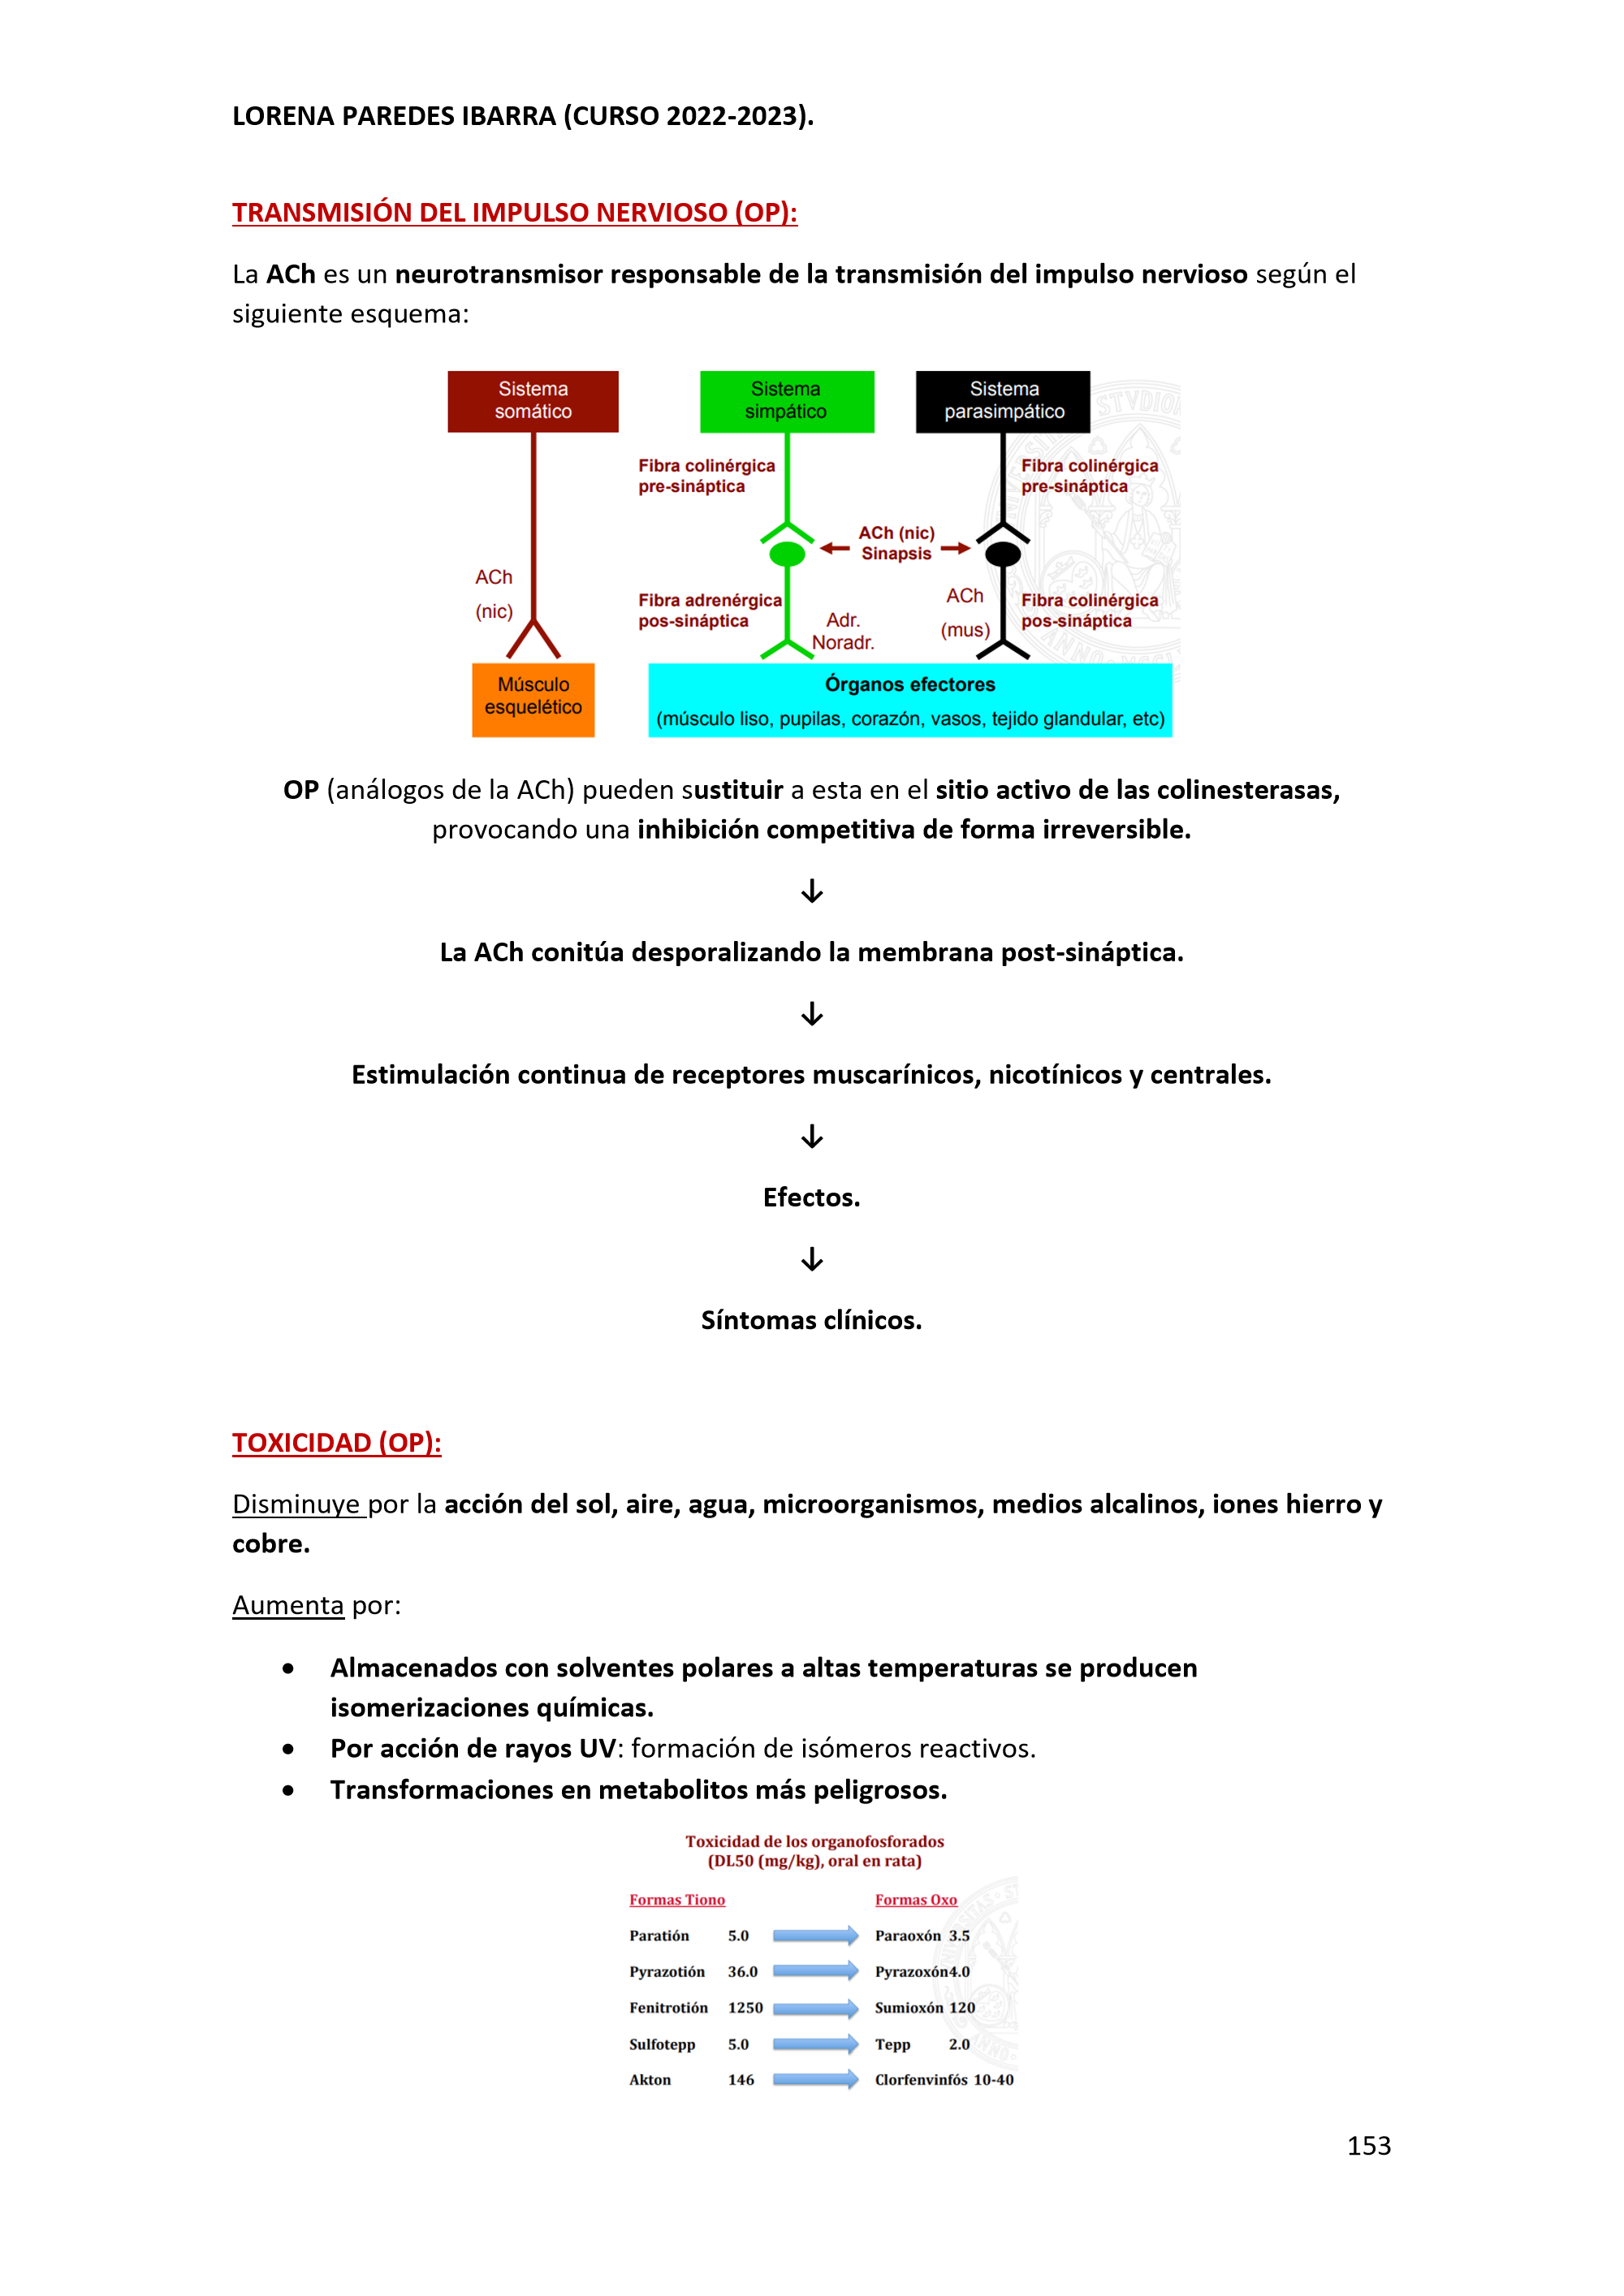 LORENA PAREDES IBARRA (CURSO 2022-2023).
TRANSMISIÓN DEL IMPULSO NERVIOSO (OP):
La ACh es un neurotransmisor responsable de la transmisión del impulso nervioso según el
siguiente esquema:
Sistema
somático
Sistema
simpático
Sistema
parasimpático
Fibra colinérgica
pre-sináptica
Fibra colinérgica
pre-sináptica
ACh (nic)
Sinapsis
ACh
(nic)
Fibra adrenérgica
pos-sináptica
Adr.
Noradr.
ACh
(mus)
Fibra colinérgica
pos-sináptica
Músculo
esquelético
Órganos efectores
(músculo liso, pupilas, corazón, vasos, tejido glandular, etc)
OP (análogos de la ACh) pueden sustituir a esta en el sitio activo de las colinesterasas,
provocando una inhibición competitiva de forma irreversible.
↓
La ACh conitúa desporalizando la membrana post-sináptica.
↓
Estimulación continua de receptores muscarínicos, nicotínicos y centrales.
↓
Efectos.
↓
Síntomas clínicos.
TOXICIDAD (OP):
Disminuye por la acción del sol, aire, agua, microorganismos, medios alcalinos, iones hierro y
cobre.
Aumenta por:
• Almacenados con solventes polares a altas temperaturas se producen
isomerizaciones químicas.
• Por acción de rayos UV: formación de isómeros reactivos.
• Transformaciones en metabolitos más peligrosos.
Toxicidad de los organofosforados
(DL50 (mg/kg), oral en rata)
Formas Tiono Formas Oxo
Paratión 5.0 Paraoxón 3.5
Pyrazotión 36.0 Pyrazoxón4.0
Fenitrotión 1250 Sumioxón 120
Sulfotepp 5.0 Tepp 2.0
Akton 146 Clorfenvinfós 10-40
153